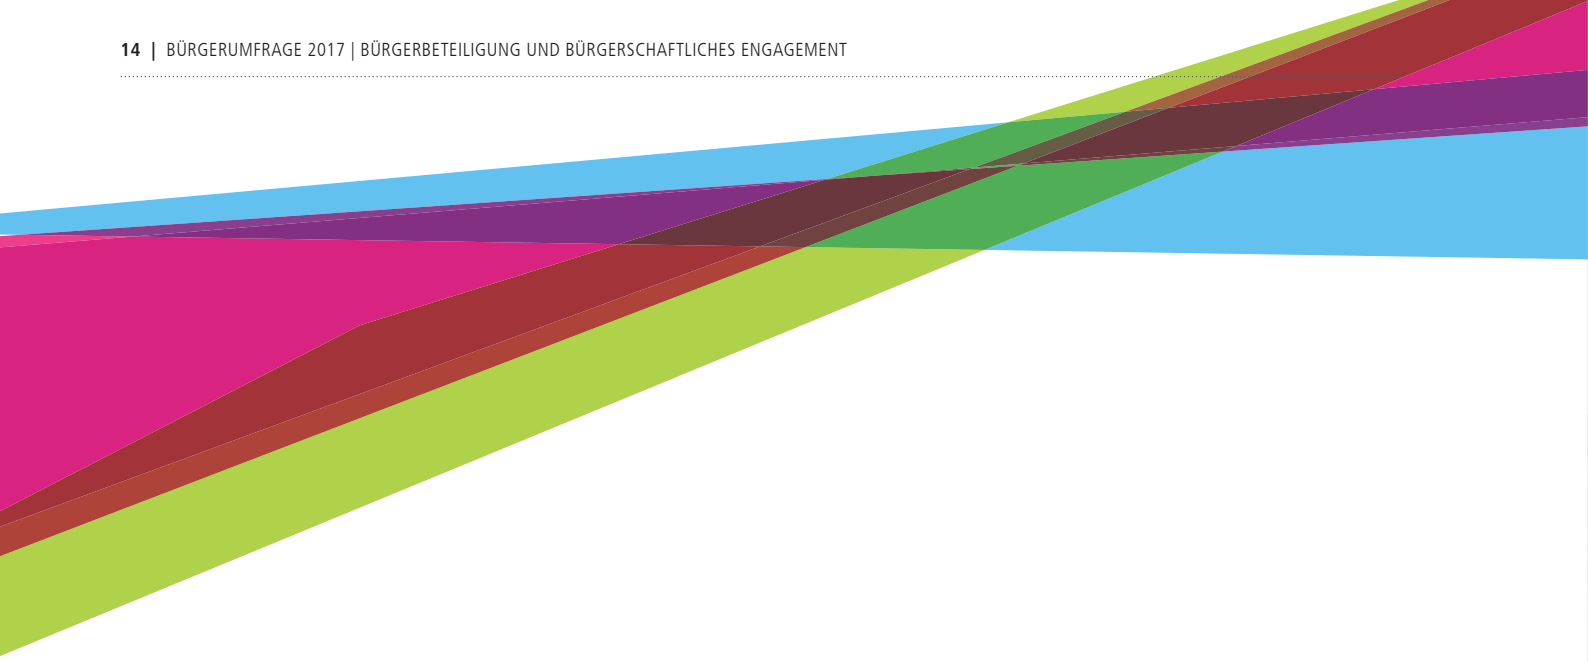 14 | BÜRGERUMFRAGE 2017 | BÜRGERBETEILIGUNG UND BÜRGERSCHAFTLICHES ENGAGEMENT